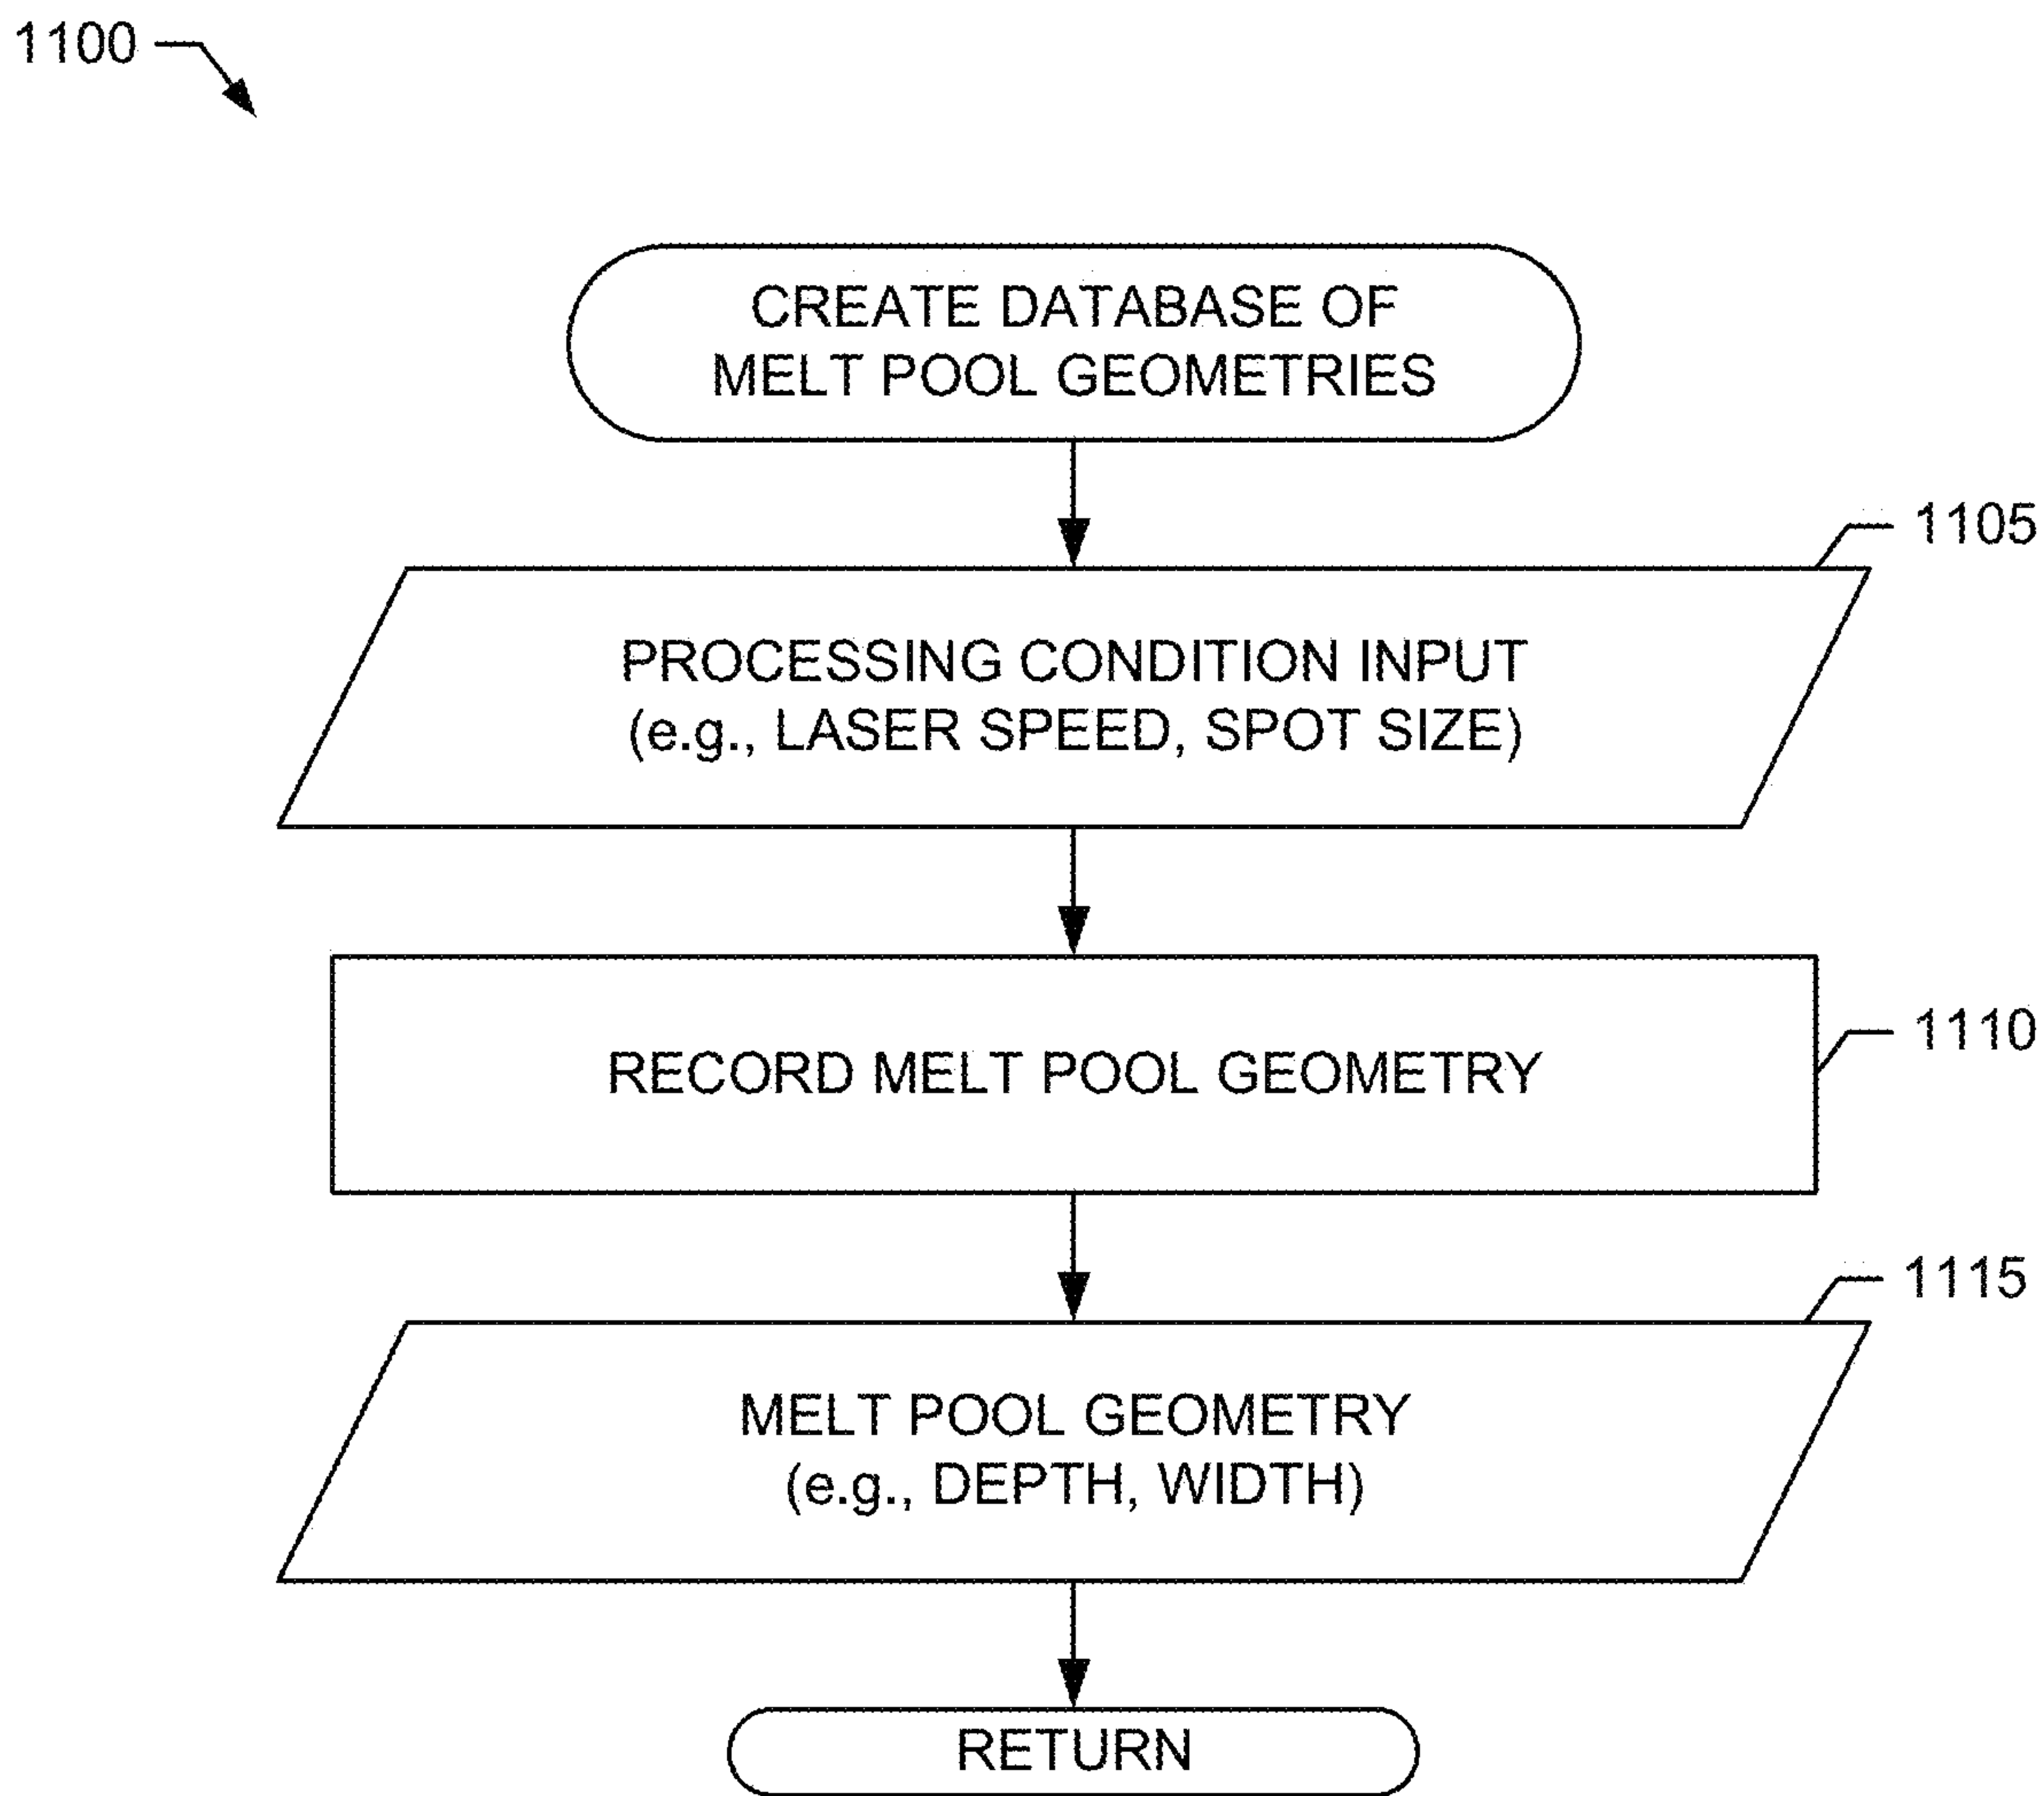 1100
CREATE DATABASE OF
MELT POOL GEOMETRIES
1105
PROCESSING CONDITION INPUT
(e.g., LASER SPEED, SPOT SIZE)
1110
RECORD MELT POOL GEOMETRY
1115
MELT POOL GEOMETRY
(e.g., DEPTH, WIDTH)
RETURN